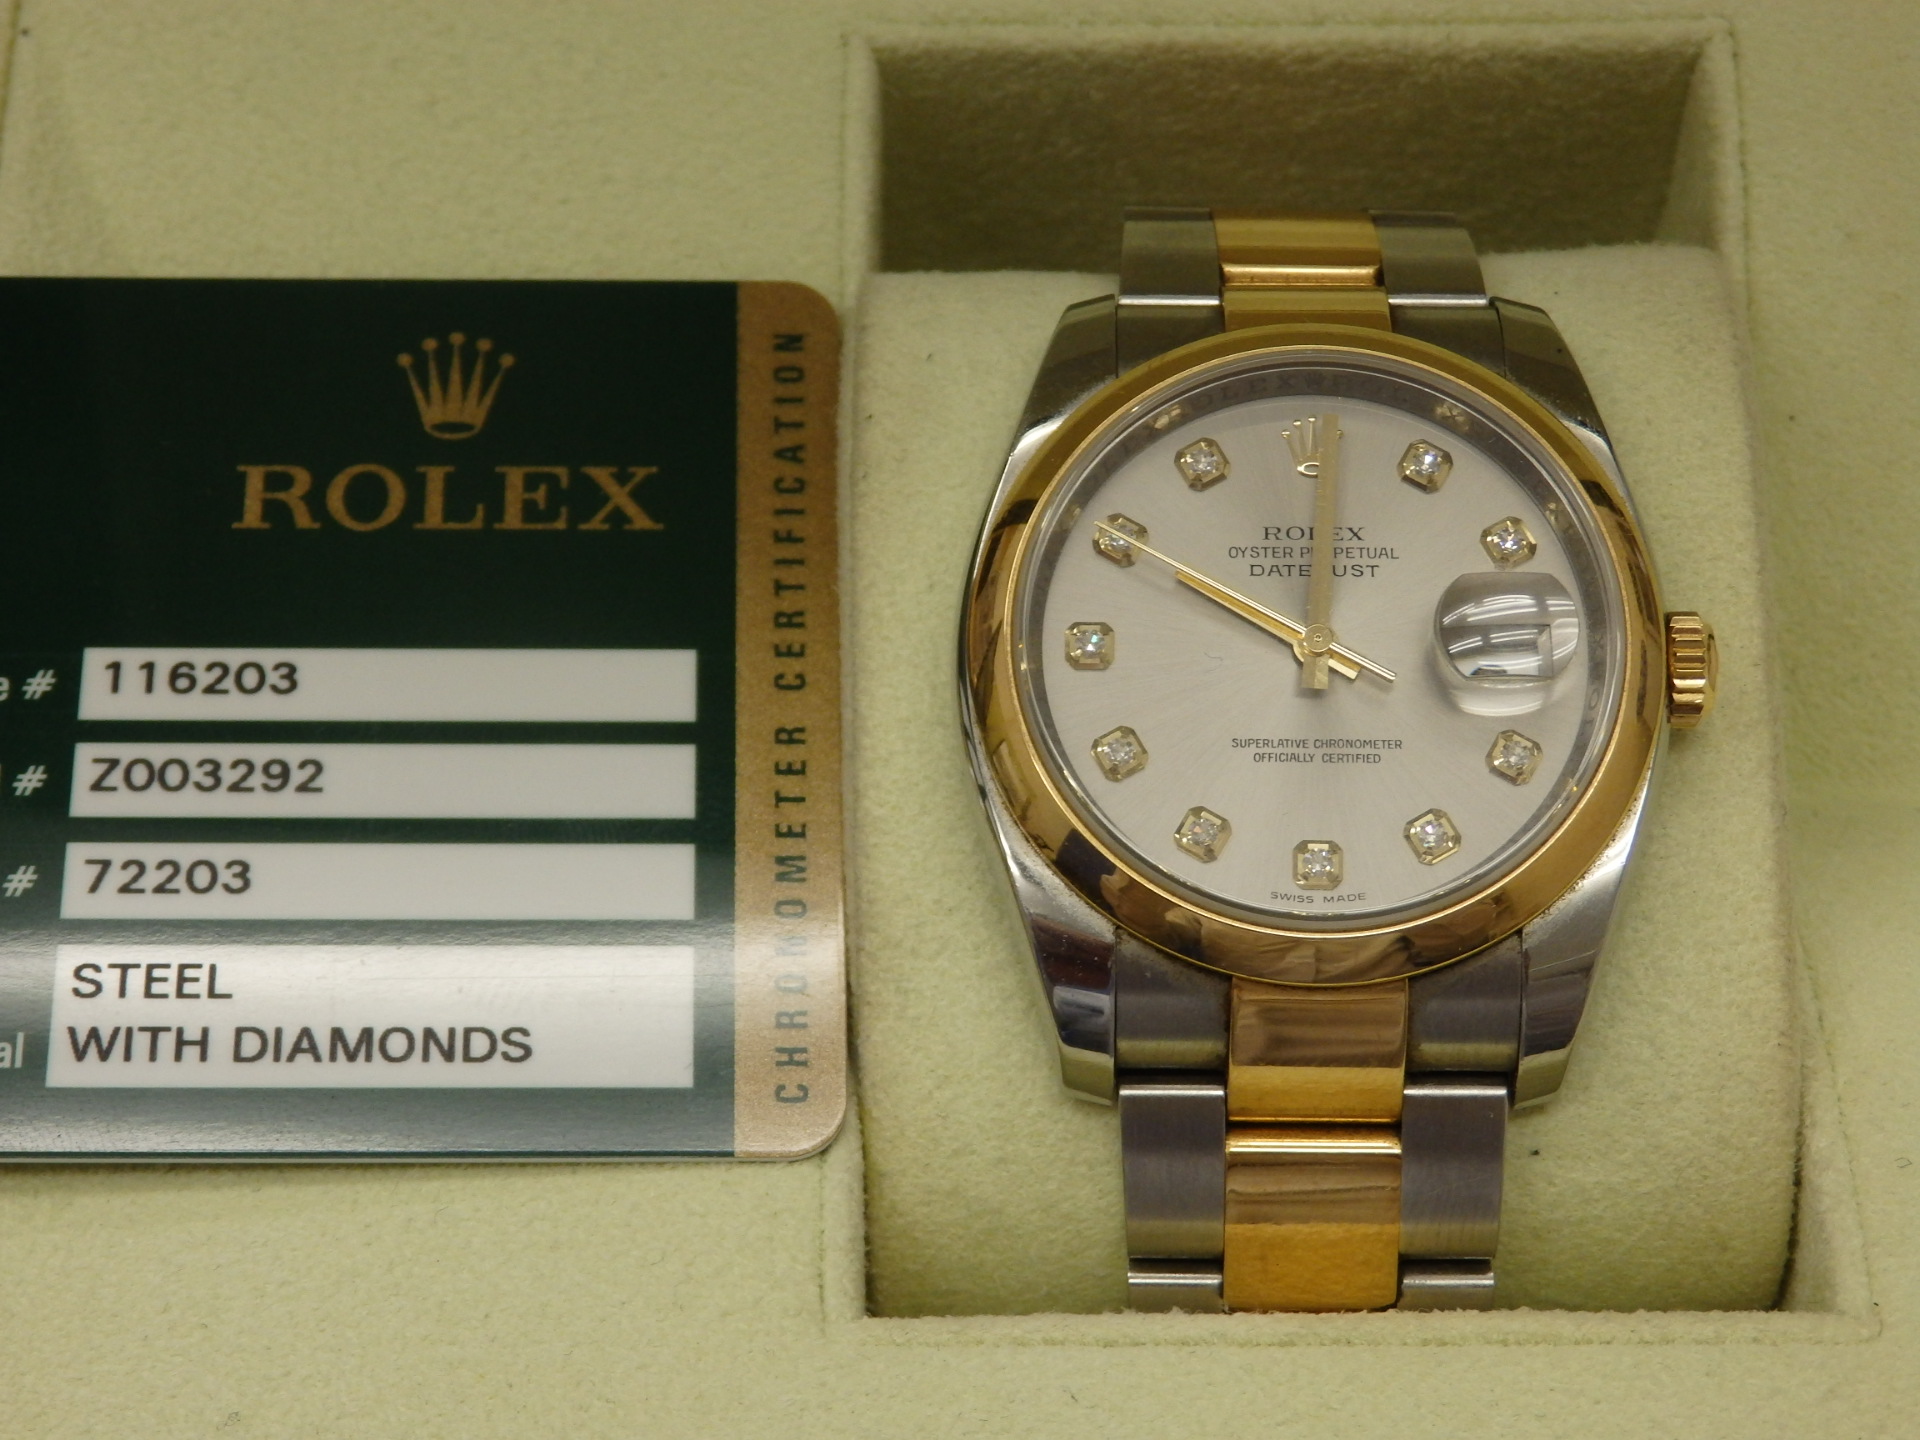 ROLEX
e # 116203
# Z003292
# 72203
al STEEL
WITH DIAMONDS
CHRONOMETER CERTIFICATION
ROLEX
OYSTER PERPETUAL
DATEJUST
SUPERLATIVE CHRONOMETER
OFFICIALLY CERTIFIED
SWISS MADE